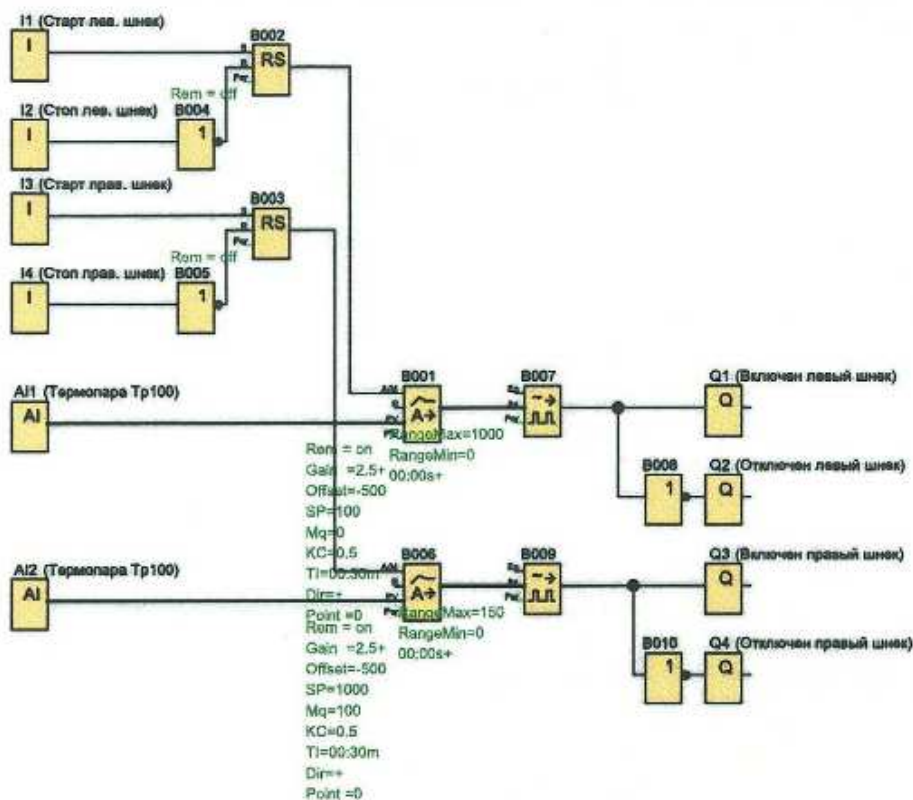 I1 (Старт лев. шнек)
I
B002
RS
Rem = off
I2 (Стоп лев. шнек)
I
B004
1
I3 (Старт прав. шнек)
I
B003
RS
Rem = off
I4 (Стоп прав. шнек)
I
B005
1
AI1 (Термопара Тр100)
AI
B001
A→
RangeMax=1000
RangeMin=0
00:00s+
Rem = on
Gain =2.5+
Offset=-500
SP=100
Mq=0
KC=0.5
TI=00:30m
Dir=+
Point =0
B007
Q1 (Включен левый шнек)
Q
B008
1
Q2 (Отключен левый шнек)
Q
AI2 (Термопара Тр100)
AI
B006
A→
RangeMax=150
RangeMin=0
00:00s+
Rem = on
Gain =2.5+
Offset=-500
SP=1000
Mq=100
KC=0.5
TI=00:30m
Dir=+
Point =0
B009
Q3 (Включен правый шнек)
Q
B010
1
Q4 (Отключен правый шнек)
Q